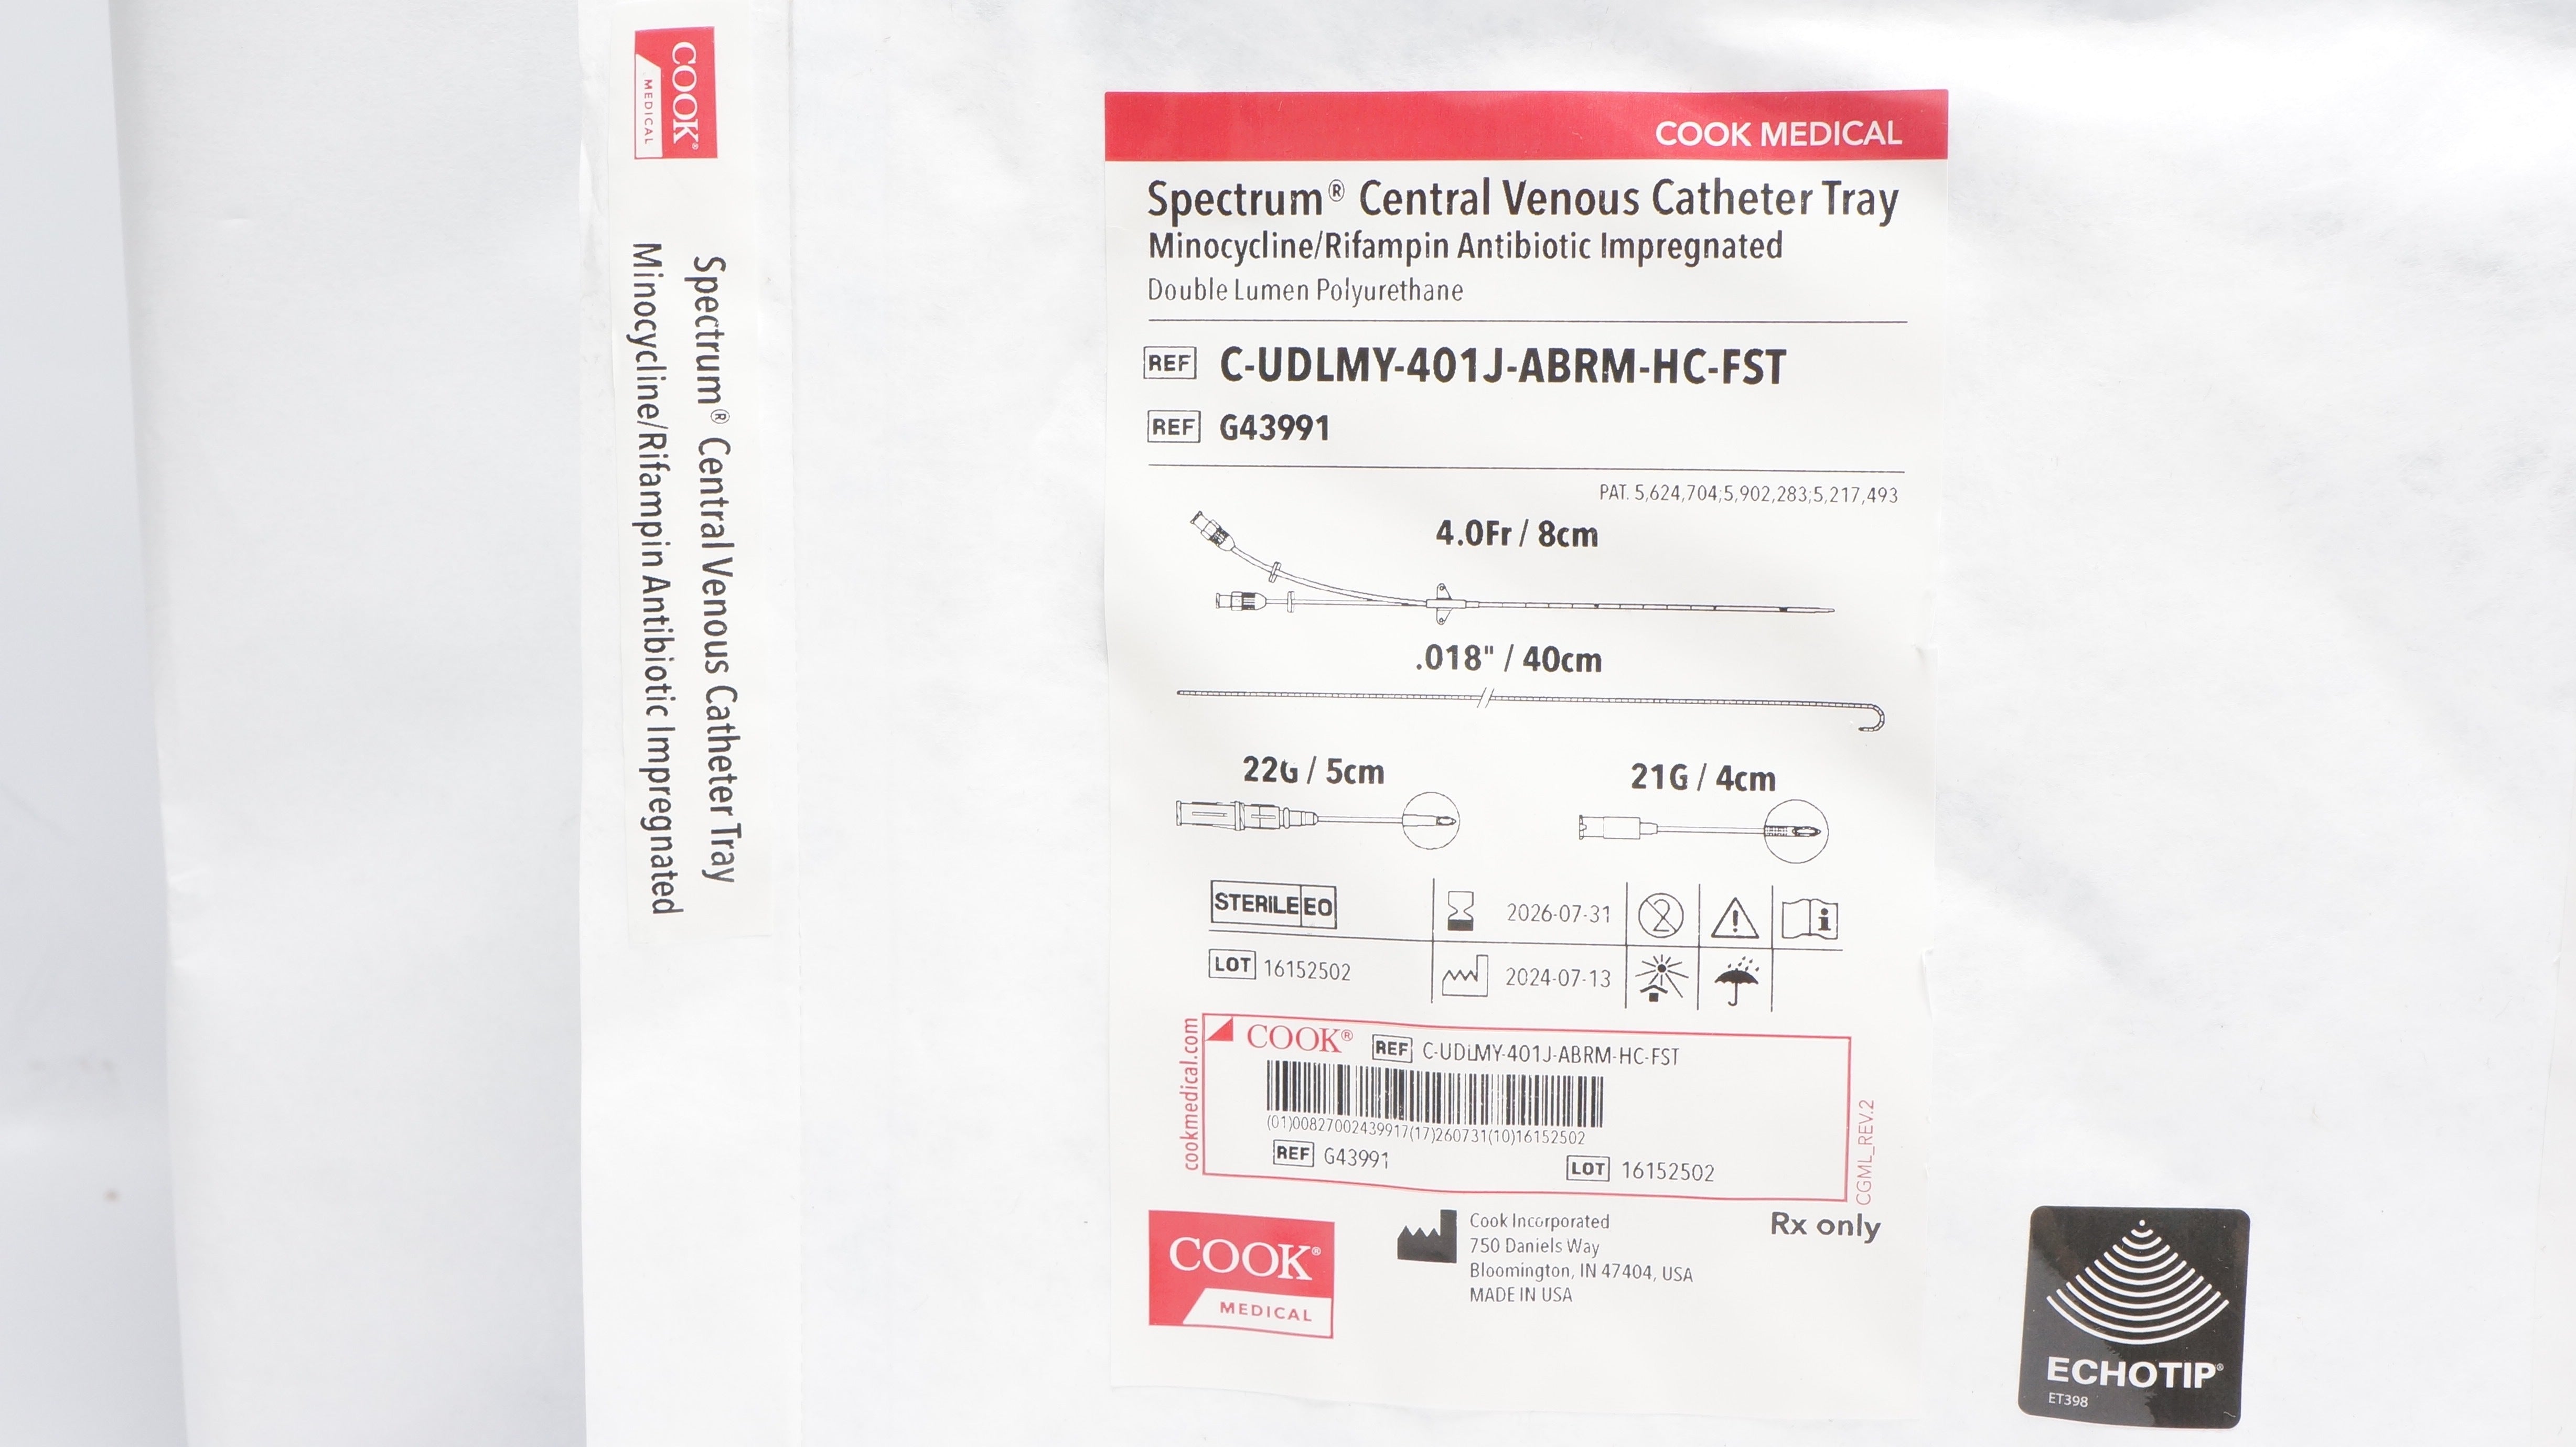 COOK®
MEDICAL
Spectrum® Central Venous Catheter Tray
Minocycline/Rifampin Antibiotic Impregnated
COOK MEDICAL
Spectrum® Central Venous Catheter Tray
Minocycline/Rifampin Antibiotic Impregnated
Double Lumen Polyurethane
REF C-UDLMY-401J-ABRM-HC-FST
REF G43991
PAT. 5,624,704;5,902,283;5,217,493
4.0Fr / 8cm
.018" / 40cm
22G / 5cm 21G / 4cm
STERILE EO 2026-07-31 2
LOT 16152502 2024-07-13
cookmedical.com
COOK® REF C-UDLMY-401J-ABRM-HC-FST
(01)00827002439917(17)260731(10)16152502
REF G43991 LOT 16152502
CGML_REV.2
COOK®
MEDICAL
Cook Incorporated
750 Daniels Way
Bloomington, IN 47404, USA
MADE IN USA
Rx only
ECHOTIP®
ET398